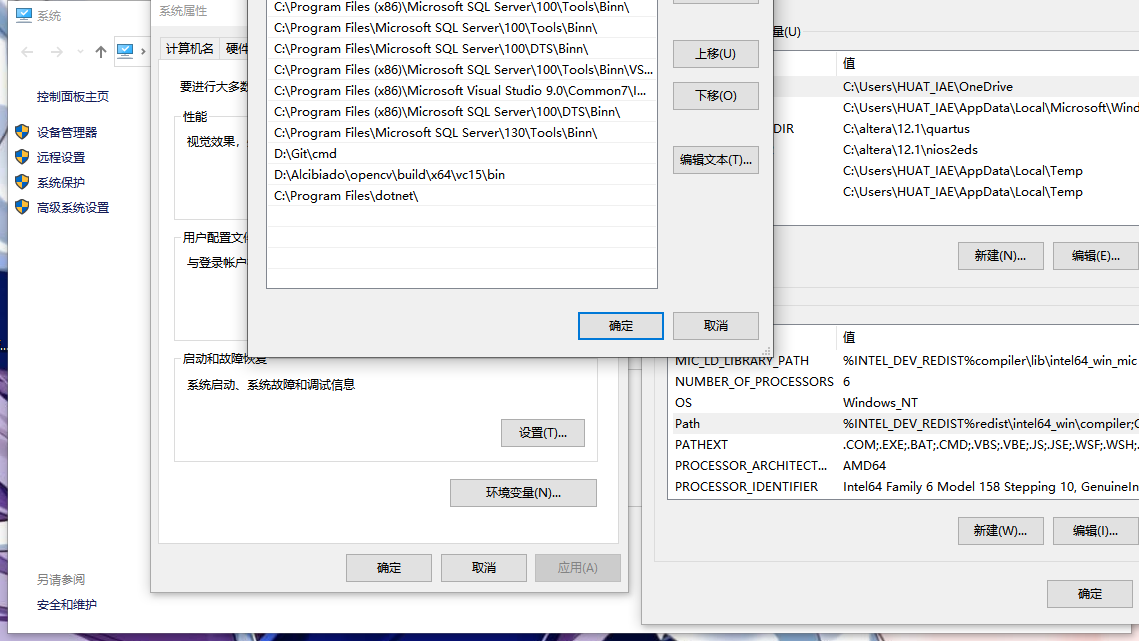 系统
控制面板主页
设备管理器
远程设置
系统保护
高级系统设置
另请参阅
安全和维护
系统属性
计算机名
硬件
要进行大多数
性能
视觉效果，
用户配置文件
与登录帐户
启动和故障恢复
系统启动、系统故障和调试信息
设置(T)...
环境变量(N)...
确定
取消
应用(A)
C:\Program Files (x86)\Microsoft SQL Server\100\Tools\Binn\
C:\Program Files\Microsoft SQL Server\100\Tools\Binn\
C:\Program Files\Microsoft SQL Server\100\DTS\Binn\
C:\Program Files (x86)\Microsoft SQL Server\100\Tools\Binn\VS...
C:\Program Files (x86)\Microsoft Visual Studio 9.0\Common7\I...
C:\Program Files (x86)\Microsoft SQL Server\100\DTS\Binn\
C:\Program Files\Microsoft SQL Server\130\Tools\Binn\
D:\Git\cmd
D:\Alcibiado\opencv\build\x64\vc15\bin
C:\Program Files\dotnet\
上移(U)
下移(O)
编辑文本(T)...
确定
取消
量(U)
值
C:\Users\HUAT_IAE\OneDrive
C:\Users\HUAT_IAE\AppData\Local\Microsoft\Wind
DIR C:\altera\12.1\quartus
C:\altera\12.1\nios2eds
C:\Users\HUAT_IAE\AppData\Local\Temp
C:\Users\HUAT_IAE\AppData\Local\Temp
新建(N)...
编辑(E)...
值
MIC_LD_LIBRARY_PATH %INTEL_DEV_REDIST%compiler\lib\intel64_win_mic
NUMBER_OF_PROCESSORS 6
OS Windows_NT
Path %INTEL_DEV_REDIST%redist\intel64_win\compiler;C
PATHEXT .COM;.EXE;.BAT;.CMD;.VBS;.VBE;.JS;.JSE;.WSF;.WSH;.
PROCESSOR_ARCHITECT... AMD64
PROCESSOR_IDENTIFIER Intel64 Family 6 Model 158 Stepping 10, GenuineIn
新建(W)...
编辑(I)...
确定